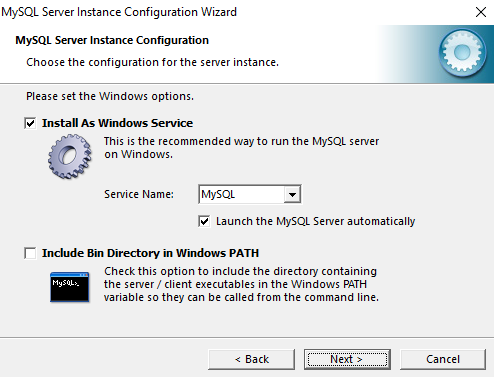 MySQL Server Instance Configuration Wizard
MySQL Server Instance Configuration
Choose the configuration for the server instance.
Please set the Windows options.
Install As Windows Service
This is the recommended way to run the MySQL server
on Windows.
Service Name:
MySQL
Launch the MySQL Server automatically
Include Bin Directory in Windows PATH
MySQL>_
Check this option to include the directory containing
the server / client executables in the Windows PATH
variable so they can be called from the command line.
< Back
Next >
Cancel